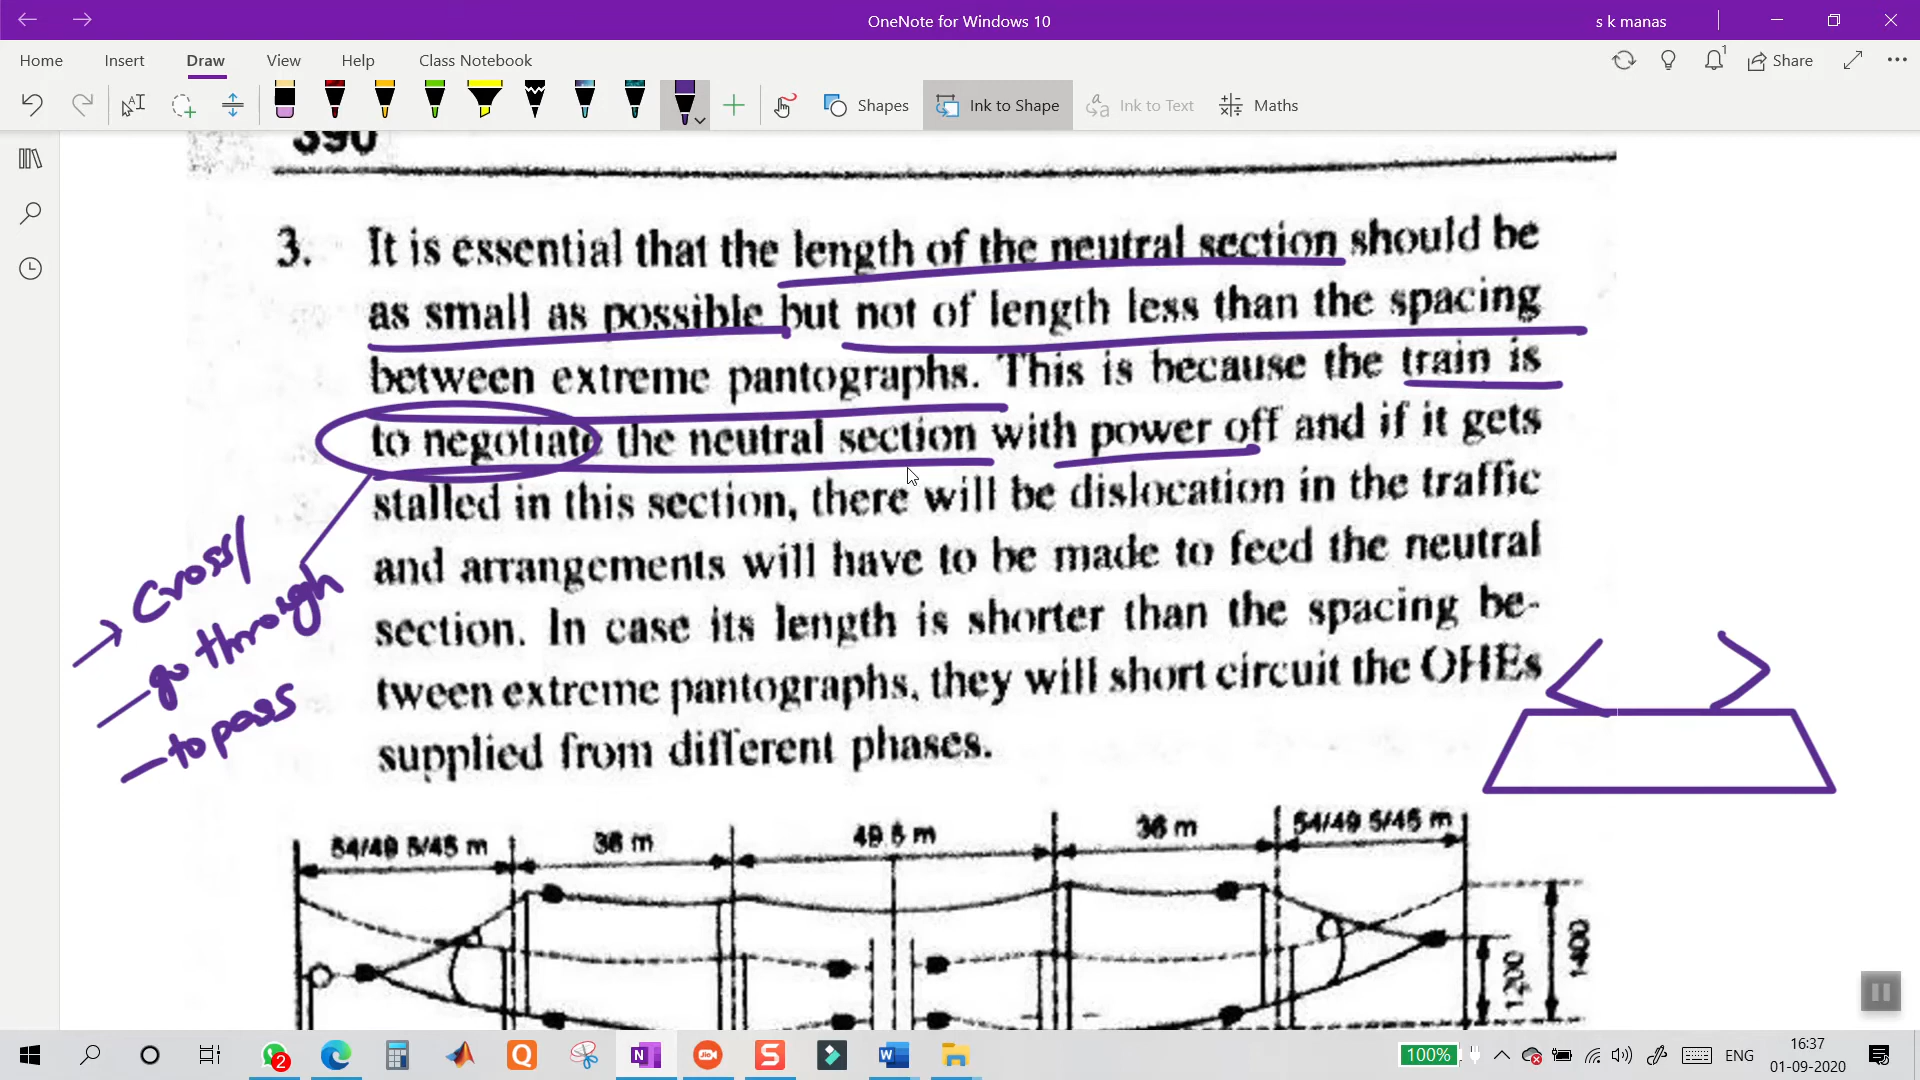 OneNote for Windows 10
s k manas
Home
Insert
Draw
View
Help
Class Notebook
1
Share
Shapes
Ink to Shape
Ink to Text
Maths
390
3. It is essential that the length of the neutral section should be
as small as possible but not of length less than the spacing
between extreme pantographs. This is because the train is
to negotiate the neutral section with power off and if it gets
stalled in this section, there will be dislocation in the traffic
and arrangements will have to be made to feed the neutral
section. In case its length is shorter than the spacing be-
tween extreme pantographs, they will short circuit the OHEs
supplied from different phases.
→ Cross/
– go through
– to pass
54/49 5/45 m
36 m
49 5 m
36 m
54/49 5/45 m
1200
1400
2
100%
ENG
16:37
01-09-2020